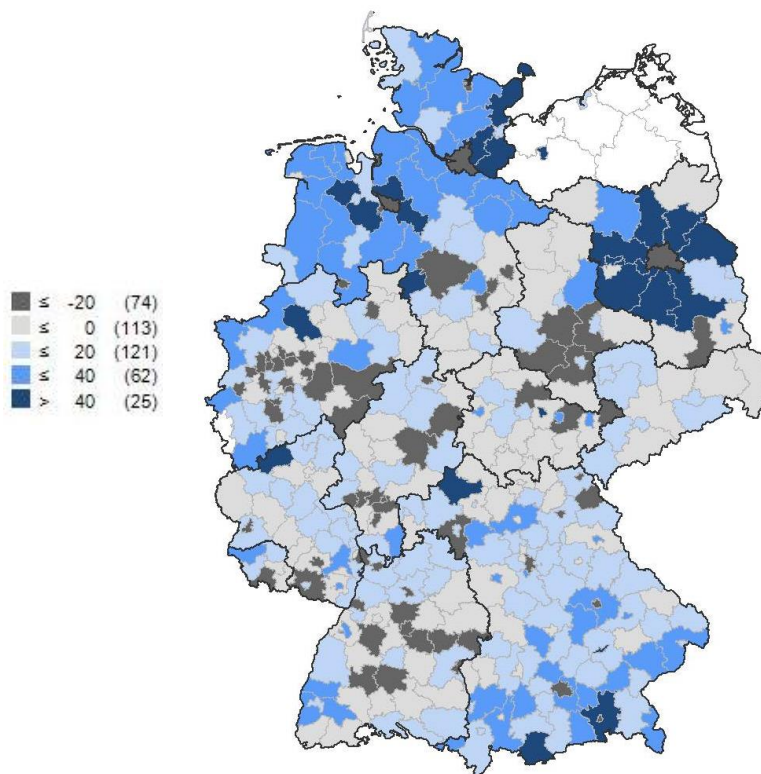 ≤ -20 (74)
≤ 0 (113)
≤ 20 (121)
≤ 40 (62)
> 40 (25)